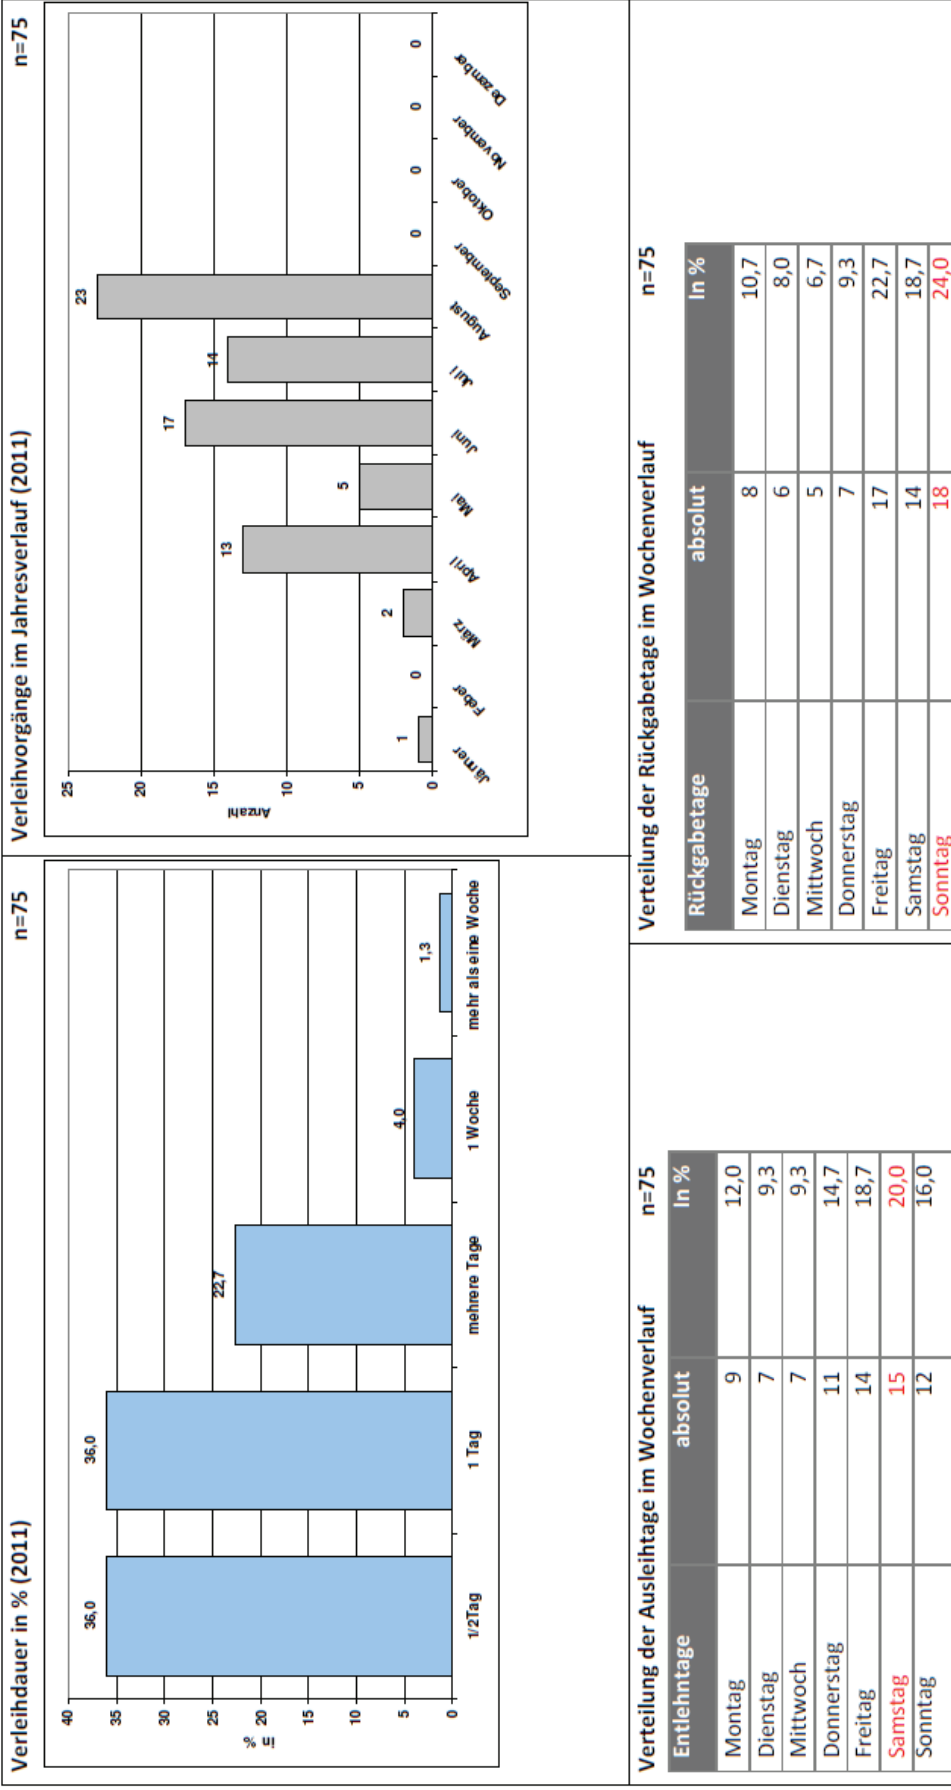 Verleihdauer in % (2011) n=75
40
35
30
25
20
15
10
5
0
in %
36,0
36,0
22,7
4,0
1,3
1/2Tag 1 Tag mehrere Tage 1 Woche mehr als eine Woche
Verleihvorgänge im Jahresverlauf (2011) n=75
25
20
15
10
5
0
Anzahl
1
0
2
13
5
17
14
23
0
0
0
0
Jänner Feber März April Mai Juni Juli August September Oktober November Dezember
Verteilung der Ausleihtage im Wochenverlauf n=75
Entlehntage absolut In %
Montag 9 12,0
Dienstag 7 9,3
Mittwoch 7 9,3
Donnerstag 11 14,7
Freitag 14 18,7
Samstag 15 20,0
Sonntag 12 16,0
Verteilung der Rückgabetage im Wochenverlauf n=75
Rückgabetage absolut In %
Montag 8 10,7
Dienstag 6 8,0
Mittwoch 5 6,7
Donnerstag 7 9,3
Freitag 17 22,7
Samstag 14 18,7
Sonntag 18 24,0